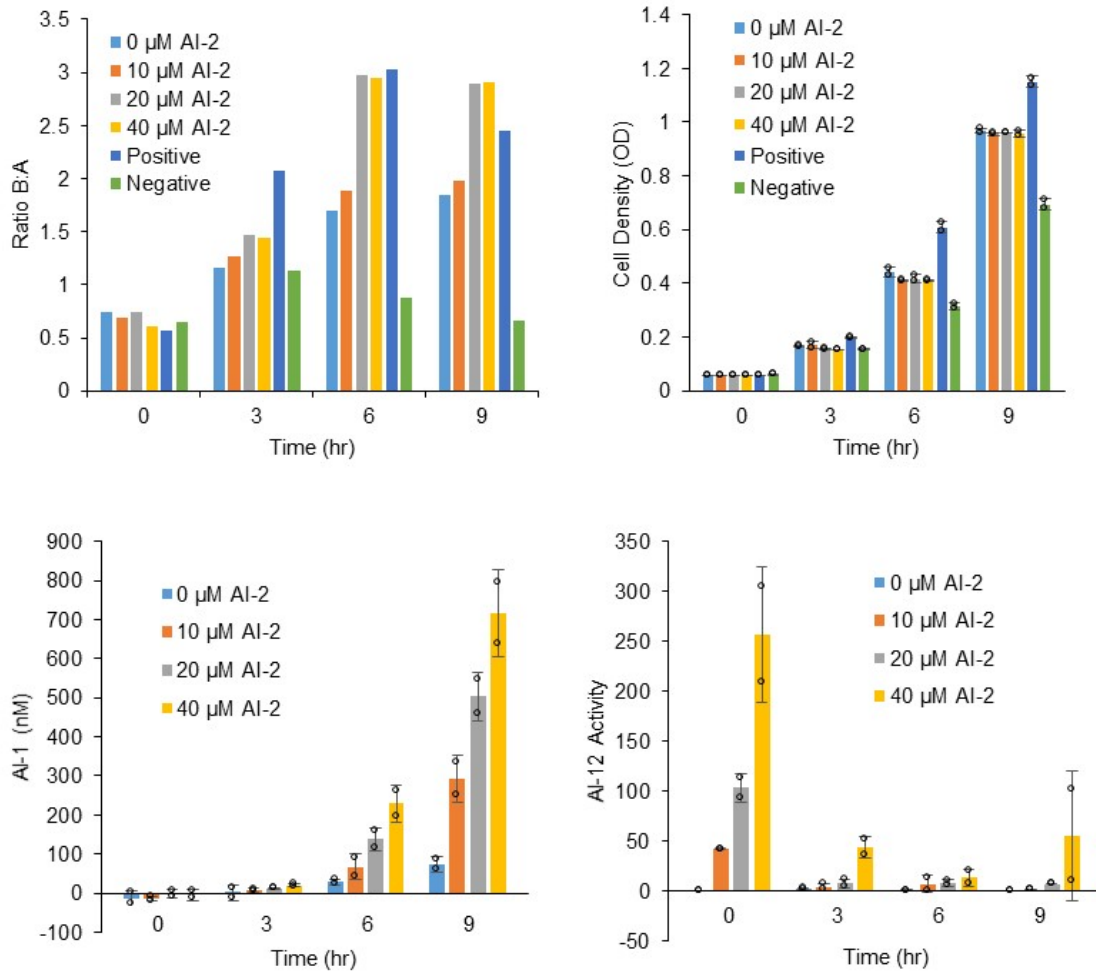 Ratio B:A
3.5
3
2.5
2
1.5
1
0.5
0
0 µM AI-2
10 µM AI-2
20 µM AI-2
40 µM AI-2
Positive
Negative
0 3 6 9
Time (hr)
Cell Density (OD)
1.4
1.2
1
0.8
0.6
0.4
0.2
0
0 µM AI-2
10 µM AI-2
20 µM AI-2
40 µM AI-2
Positive
Negative
0 3 6 9
Time (hr)
AI-1 (nM)
900
800
700
600
500
400
300
200
100
0
-100
0 µM AI-2
10 µM AI-2
20 µM AI-2
40 µM AI-2
0 3 6 9
Time (hr)
AI-12 Activity
350
300
250
200
150
100
50
0
-50
0 µM AI-2
10 µM AI-2
20 µM AI-2
40 µM AI-2
0 3 6 9
Time (hr)